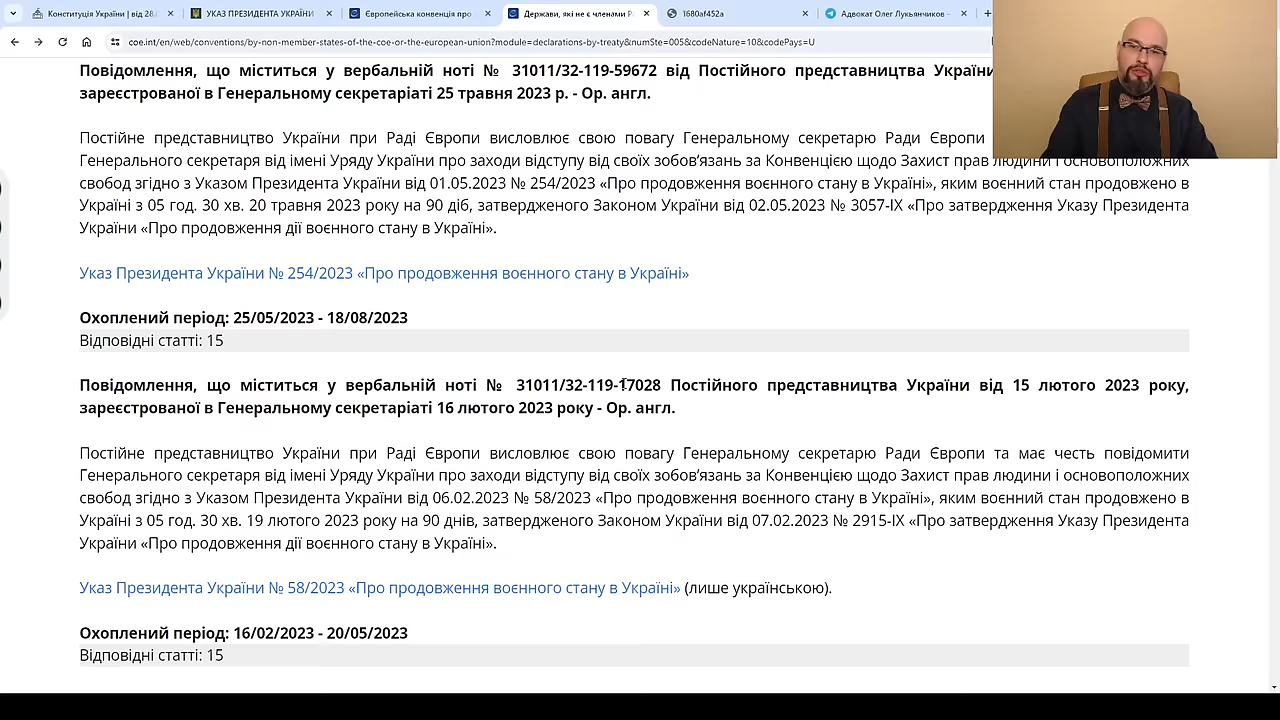 Конституція України | від 28.0
УКАЗ ПРЕЗИДЕНТА УКРАЇНИ
Європейська конвенція про
Держави, які не є членами Р
1680af452a
Адвокат Олег Лукьянчиков –
coe.int/en/web/conventions/by-non-member-states-of-the-coe-or-the-european-union?module=declarations-by-treaty&numSte=005&codeNature=10&codePays=U
Повідомлення, що міститься у вербальній ноті № 31011/32-119-59672 від Постійного представництва України
зареєстрованої в Генеральному секретаріаті 25 травня 2023 р. - Ор. англ.
Постійне представництво України при Раді Європи висловлює свою повагу Генеральному секретарю Ради Європи
Генерального секретаря від імені Уряду України про заходи відступу від своїх зобов’язань за Конвенцією щодо Захист прав людини і основоположних
свобод згідно з Указом Президента України від 01.05.2023 № 254/2023 «Про продовження воєнного стану в Україні», яким воєнний стан продовжено в
Україні з 05 год. 30 хв. 20 травня 2023 року на 90 діб, затвердженого Законом України від 02.05.2023 № 3057-IX «Про затвердження Указу Президента
України «Про продовження дії воєнного стану в Україні».
Указ Президента України № 254/2023 «Про продовження воєнного стану в Україні»
Охоплений період: 25/05/2023 - 18/08/2023
Відповідні статті: 15
Повідомлення, що міститься у вербальній ноті № 31011/32-119-17028 Постійного представництва України від 15 лютого 2023 року,
зареєстрованої в Генеральному секретаріаті 16 лютого 2023 року - Ор. англ.
Постійне представництво України при Раді Європи висловлює свою повагу Генеральному секретарю Ради Європи та має честь повідомити
Генерального секретаря від імені Уряду України про заходи відступу від своїх зобов’язань за Конвенцією щодо Захист прав людини і основоположних
свобод згідно з Указом Президента України від 06.02.2023 № 58/2023 «Про продовження воєнного стану в Україні», яким воєнний стан продовжено в
Україні з 05 год. 30 хв. 19 лютого 2023 року на 90 днів, затвердженого Законом України від 07.02.2023 № 2915-IX «Про затвердження Указу Президента
України «Про продовження дії воєнного стану в Україні».
Указ Президента України № 58/2023 «Про продовження воєнного стану в Україні» (лише українською).
Охоплений період: 16/02/2023 - 20/05/2023
Відповідні статті: 15